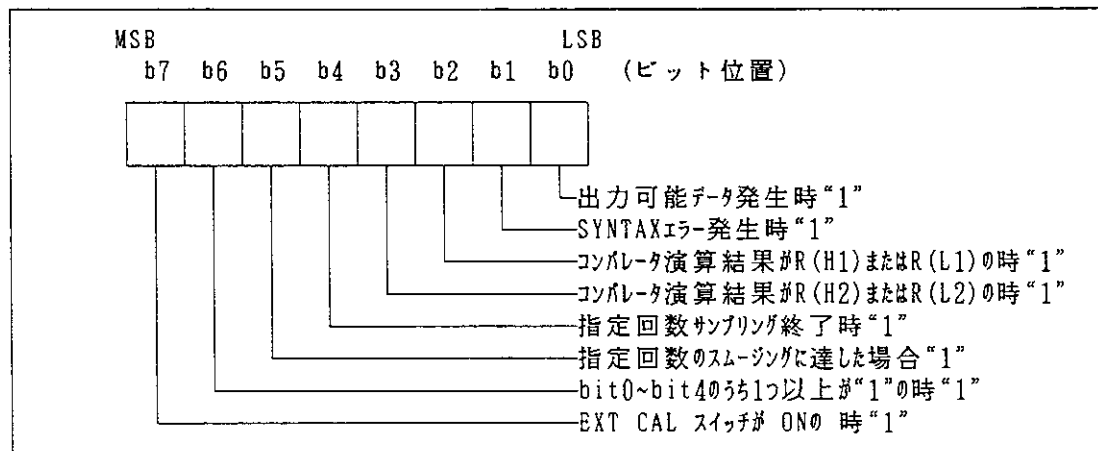 MSB LSB
b7 b6 b5 b4 b3 b2 b1 b0 (ビット位置)
出力可能データ発生時“1”
SYNTAXエラー発生時“1”
コンパレータ演算結果がR(H1)またはR(L1)の時“1”
コンパレータ演算結果がR(H2)またはR(L2)の時“1”
指定回数サンプリング終了時“1”
指定回数のスムージングに達した場合“1”
bit0~bit4のうち1つ以上が“1”の時“1”
EXT CAL スイッチが ONの 時“1”